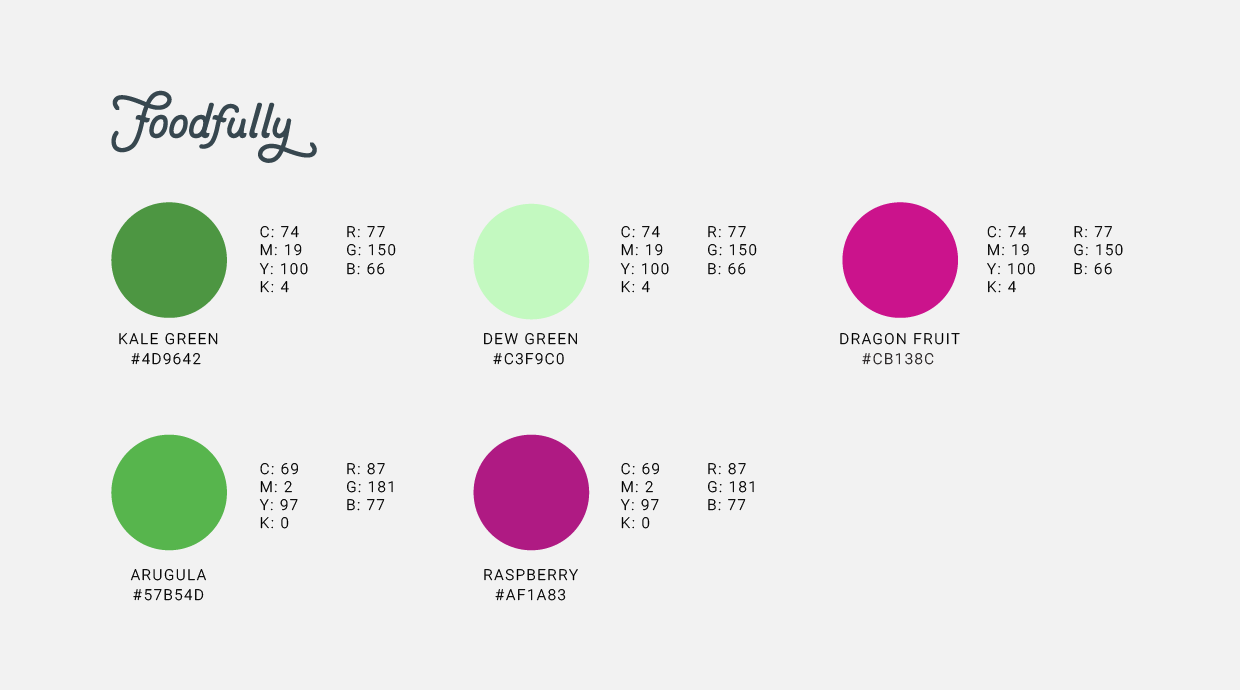 Foodfully
C: 74 R: 77
M: 19 G: 150
Y: 100 B: 66
K: 4
KALE GREEN
#4D9642
C: 74 R: 77
M: 19 G: 150
Y: 100 B: 66
K: 4
DEW GREEN
#C3F9C0
C: 74 R: 77
M: 19 G: 150
Y: 100 B: 66
K: 4
DRAGON FRUIT
#CB138C
C: 69 R: 87
M: 2 G: 181
Y: 97 B: 77
K: 0
ARUGULA
#57B54D
C: 69 R: 87
M: 2 G: 181
Y: 97 B: 77
K: 0
RASPBERRY
#AF1A83